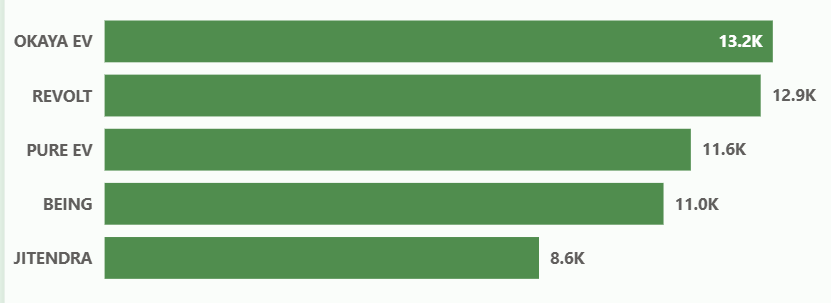 OKAYA EV 13.2K
REVOLT 12.9K
PURE EV 11.6K
BEING 11.0K
JITENDRA 8.6K